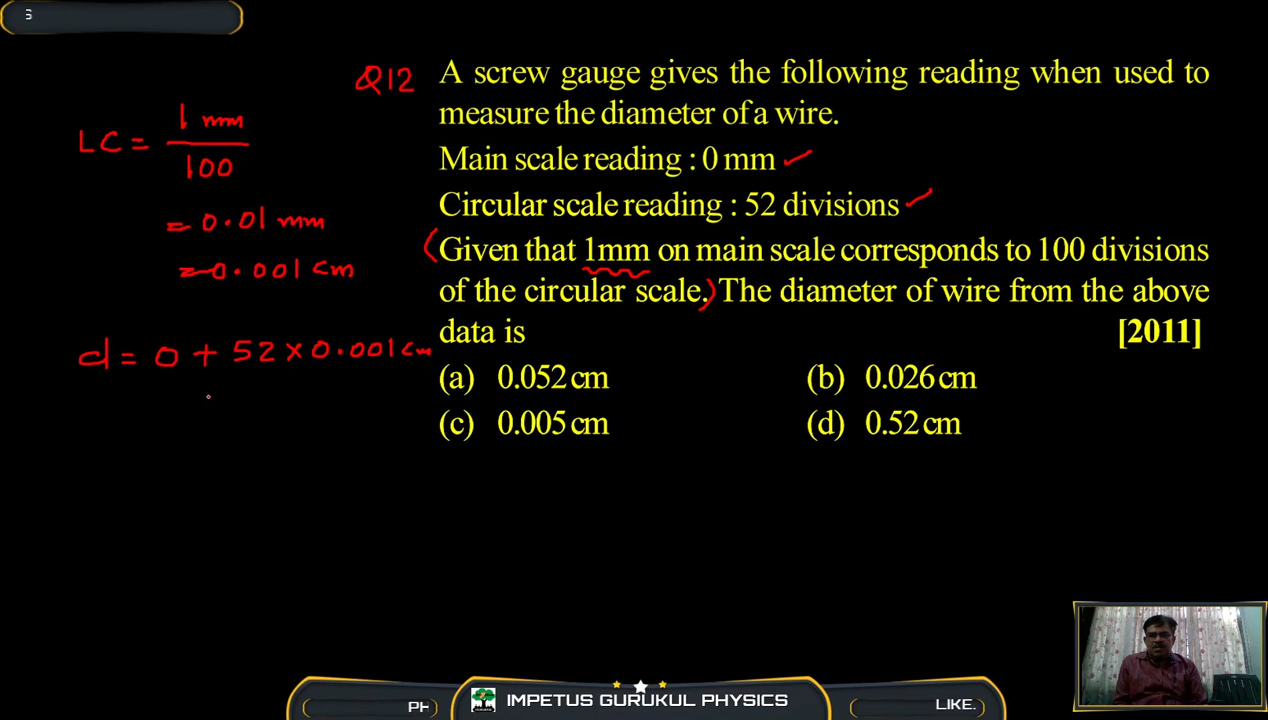 S
Q12
A screw gauge gives the following reading when used to
measure the diameter of a wire.
Main scale reading : 0 mm
Circular scale reading : 52 divisions
(Given that 1mm on main scale corresponds to 100 divisions
of the circular scale.) The diameter of wire from the above
data is [2011]
(a) 0.052 cm (b) 0.026 cm
(c) 0.005 cm (d) 0.52 cm
LC = 1 mm / 100
= 0.01 mm
= 0.001 cm
d = 0 + 52 × 0.001 cm
PH
IMPETUS GURUKUL PHYSICS
LIKE.